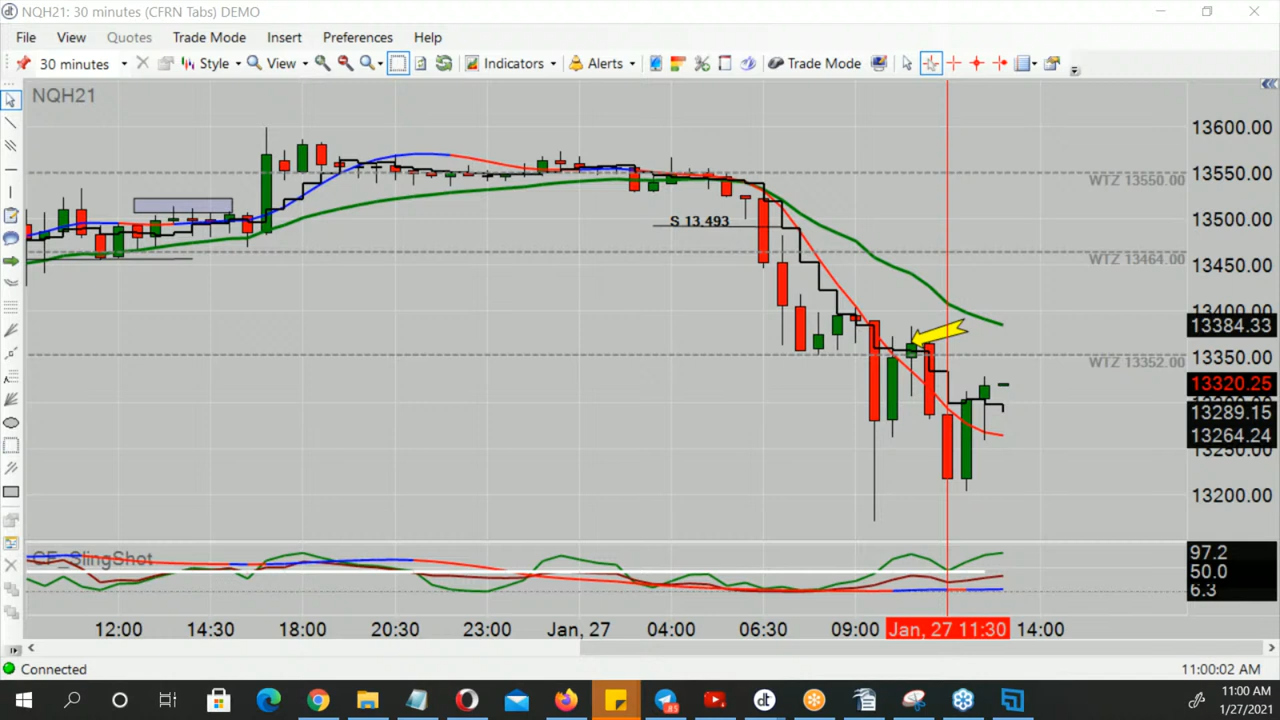 NQH21: 30 minutes (CFRN Tabs) DEMO
File View Quotes Trade Mode Insert Preferences Help
30 minutes Style View Indicators Alerts Trade Mode
NQH21
13600.00
13550.00
WTZ 13550.00
13500.00
S 13.493
WTZ 13464.00
13450.00
13400.00
13384.33
13350.00
WTZ 13352.00
13320.25
13289.15
13264.24
13250.00
13200.00
CF_SlingShot
97.2
50.0
6.3
12:00 14:30 18:00 20:30 23:00 Jan, 27 04:00 06:30 09:00 Jan, 27 11:30 14:00
Connected
11:00:02 AM
11:00 AM
1/27/2021